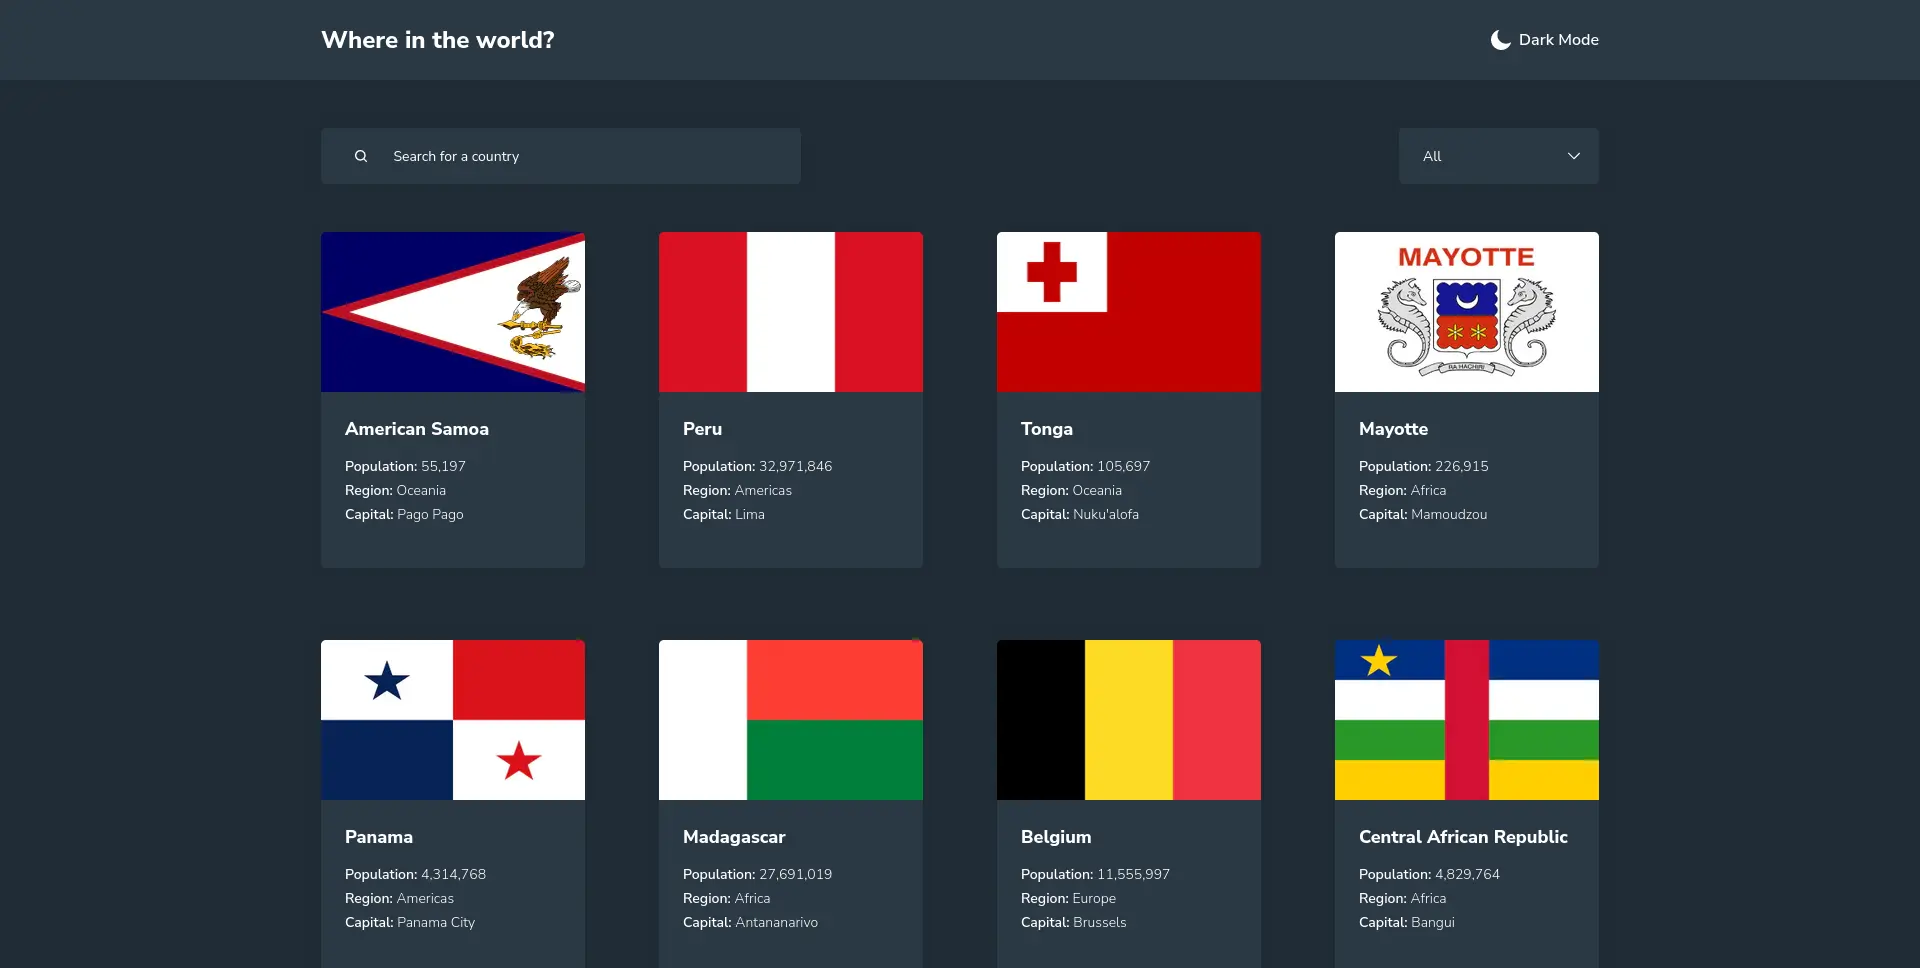 Where in the world?
Dark Mode
Search for a country
All
MAYOTTE
RA HACHIRI
American Samoa
Population: 55,197
Region: Oceania
Capital: Pago Pago
Peru
Population: 32,971,846
Region: Americas
Capital: Lima
Tonga
Population: 105,697
Region: Oceania
Capital: Nuku'alofa
Mayotte
Population: 226,915
Region: Africa
Capital: Mamoudzou
Panama
Population: 4,314,768
Region: Americas
Capital: Panama City
Madagascar
Population: 27,691,019
Region: Africa
Capital: Antananarivo
Belgium
Population: 11,555,997
Region: Europe
Capital: Brussels
Central African Republic
Population: 4,829,764
Region: Africa
Capital: Bangui